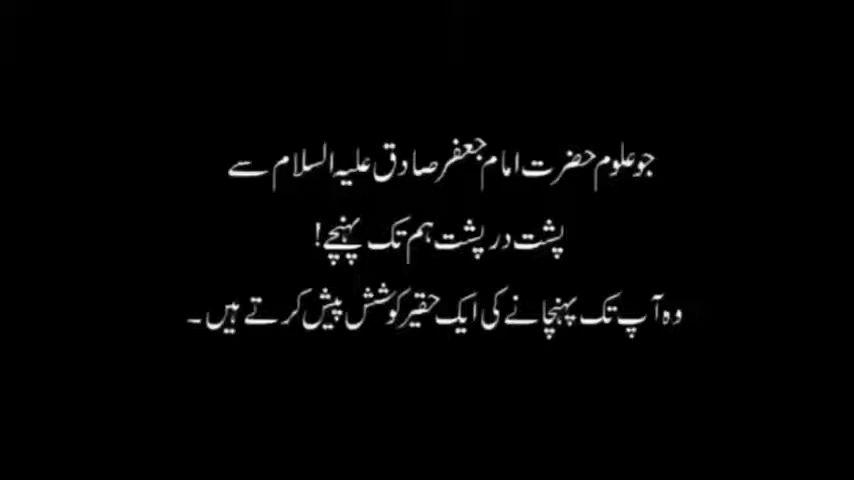 جو علوم حضرت امام جعفر صادق علیہ السلام سے
پشت در پشت ہم تک پہنچے!
وہ آپ تک پہنچانے کی ایک حقیر کوشش پیش کرتے ہیں ۔